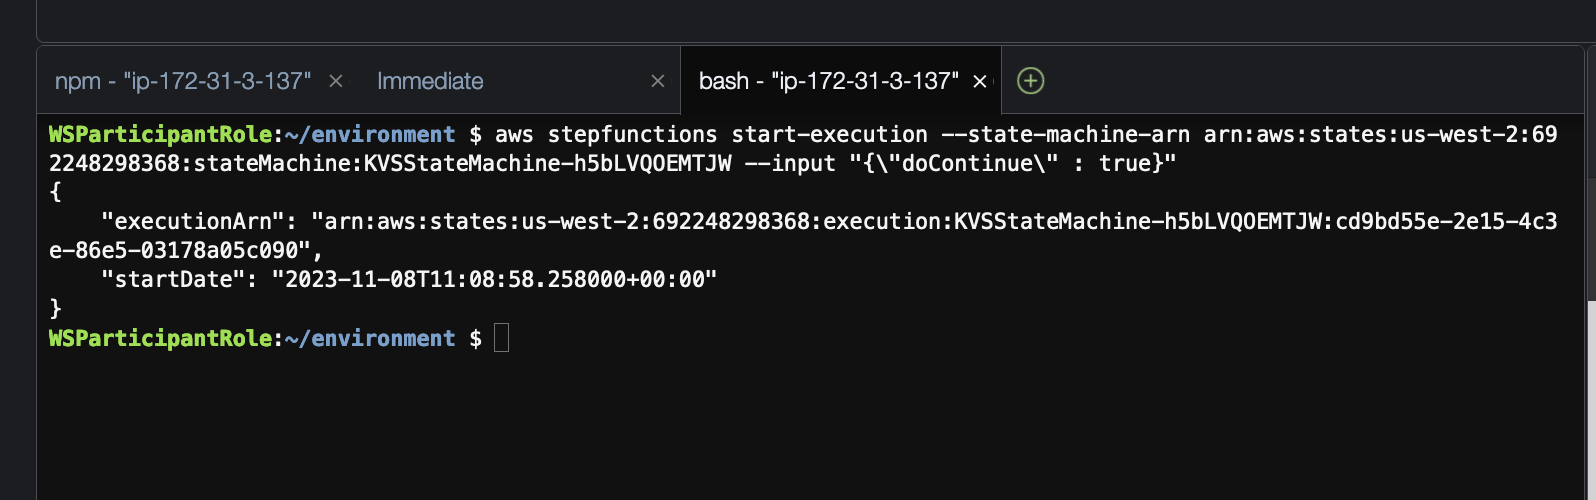 npm - "ip-172-31-3-137" × Immediate × bash - "ip-172-31-3-137" ×
WSParticipantRole:~/environment $ aws stepfunctions start-execution --state-machine-arn arn:aws:states:us-west-2:69
2248298368:stateMachine:KVSStateMachine-h5bLVQOEMTJW --input "{\"doContinue\" : true}"
{
    "executionArn": "arn:aws:states:us-west-2:692248298368:execution:KVSStateMachine-h5bLVQOEMTJW:cd9bd55e-2e15-4c3
e-86e5-03178a05c090",
    "startDate": "2023-11-08T11:08:58.258000+00:00"
}
WSParticipantRole:~/environment $